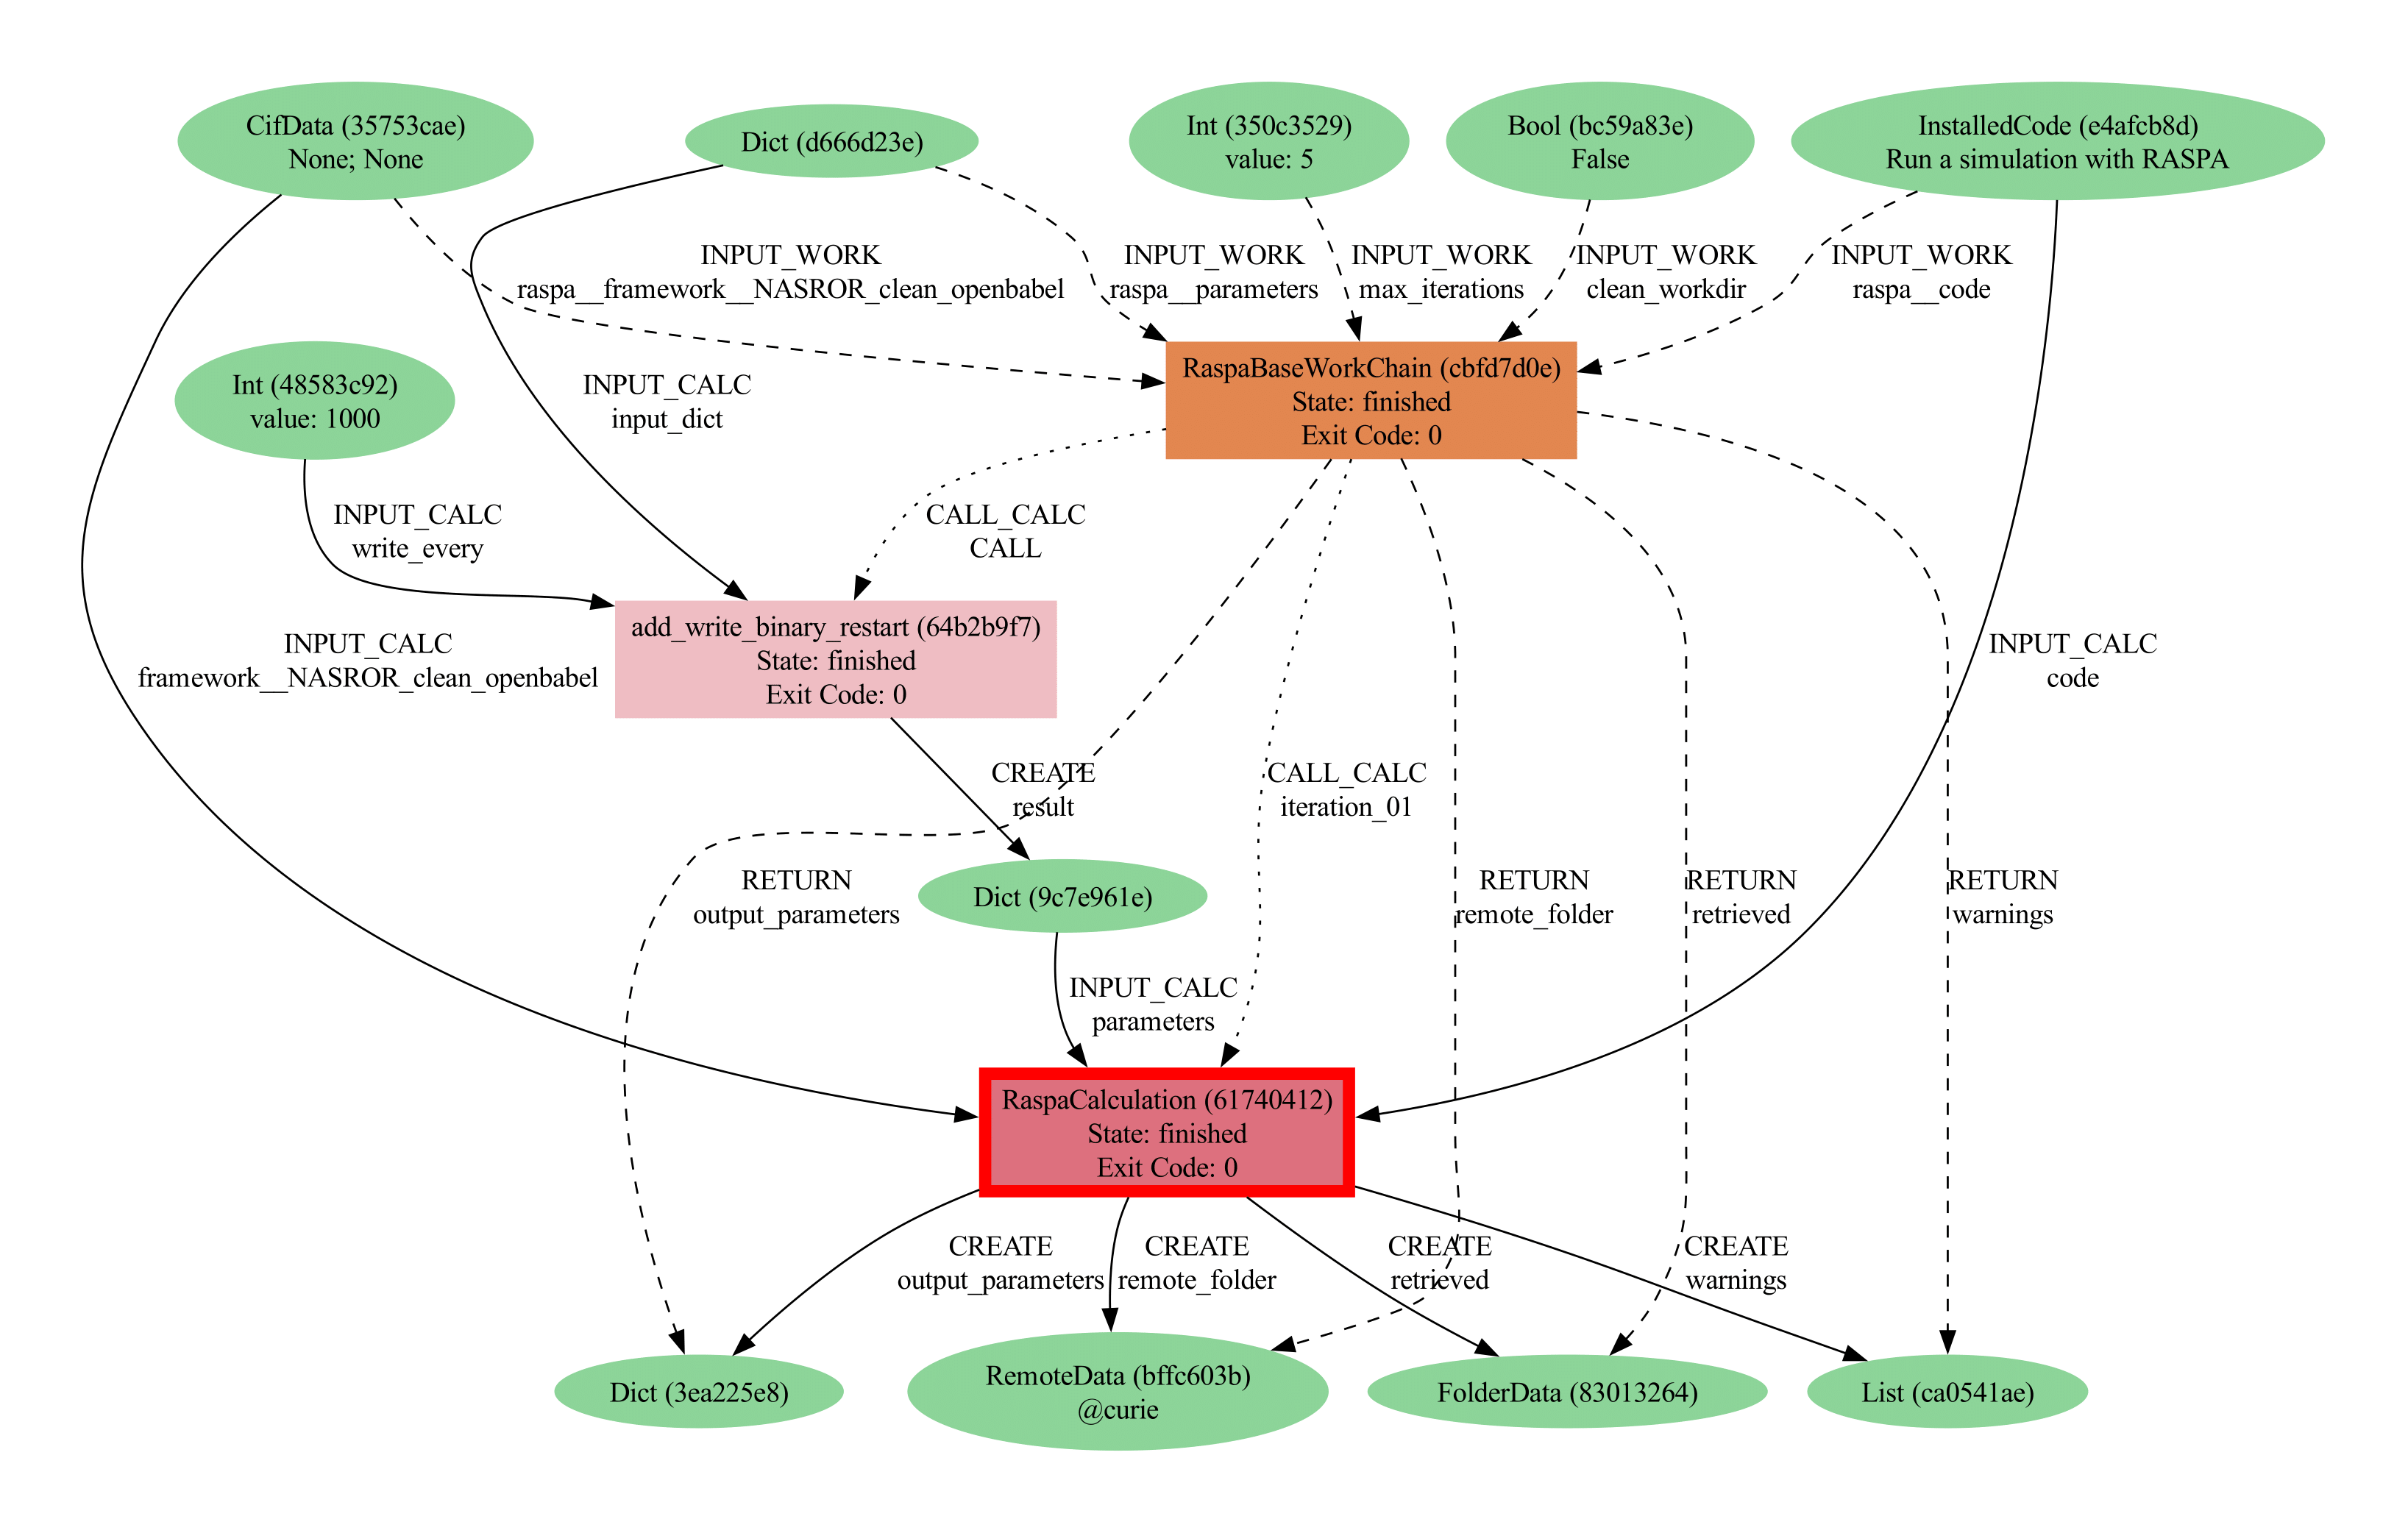 CifData (35753cae)
None; None
Dict (d666d23e)
Int (350c3529)
value: 5
Bool (bc59a83e)
False
InstalledCode (e4afcb8d)
Run a simulation with RASPA
INPUT_WORK
raspa__framework__NASROR_clean_openbabel
INPUT_WORK
raspa__parameters
INPUT_WORK
max_iterations
INPUT_WORK
clean_workdir
INPUT_WORK
raspa__code
Int (48583c92)
value: 1000
INPUT_CALC
input_dict
RaspaBaseWorkChain (cbfd7d0e)
State: finished
Exit Code: 0
INPUT_CALC
write_every
CALL_CALC
CALL
INPUT_CALC
framework__NASROR_clean_openbabel
add_write_binary_restart (64b2b9f7)
State: finished
Exit Code: 0
INPUT_CALC
code
CREATE
result
CALL_CALC
iteration_01
RETURN
output_parameters
Dict (9c7e961e)
RETURN
remote_folder
RETURN
retrieved
RETURN
warnings
INPUT_CALC
parameters
RaspaCalculation (61740412)
State: finished
Exit Code: 0
CREATE
output_parameters
CREATE
remote_folder
CREATE
retrieved
CREATE
warnings
Dict (3ea225e8)
RemoteData (bffc603b)
@curie
FolderData (83013264)
List (ca0541ae)